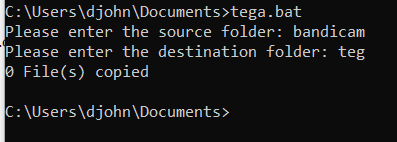 C:\Users\djohn\Documents>tega.bat
Please enter the source folder: bandicam
Please enter the destination folder: teg
0 File(s) copied
C:\Users\djohn\Documents>